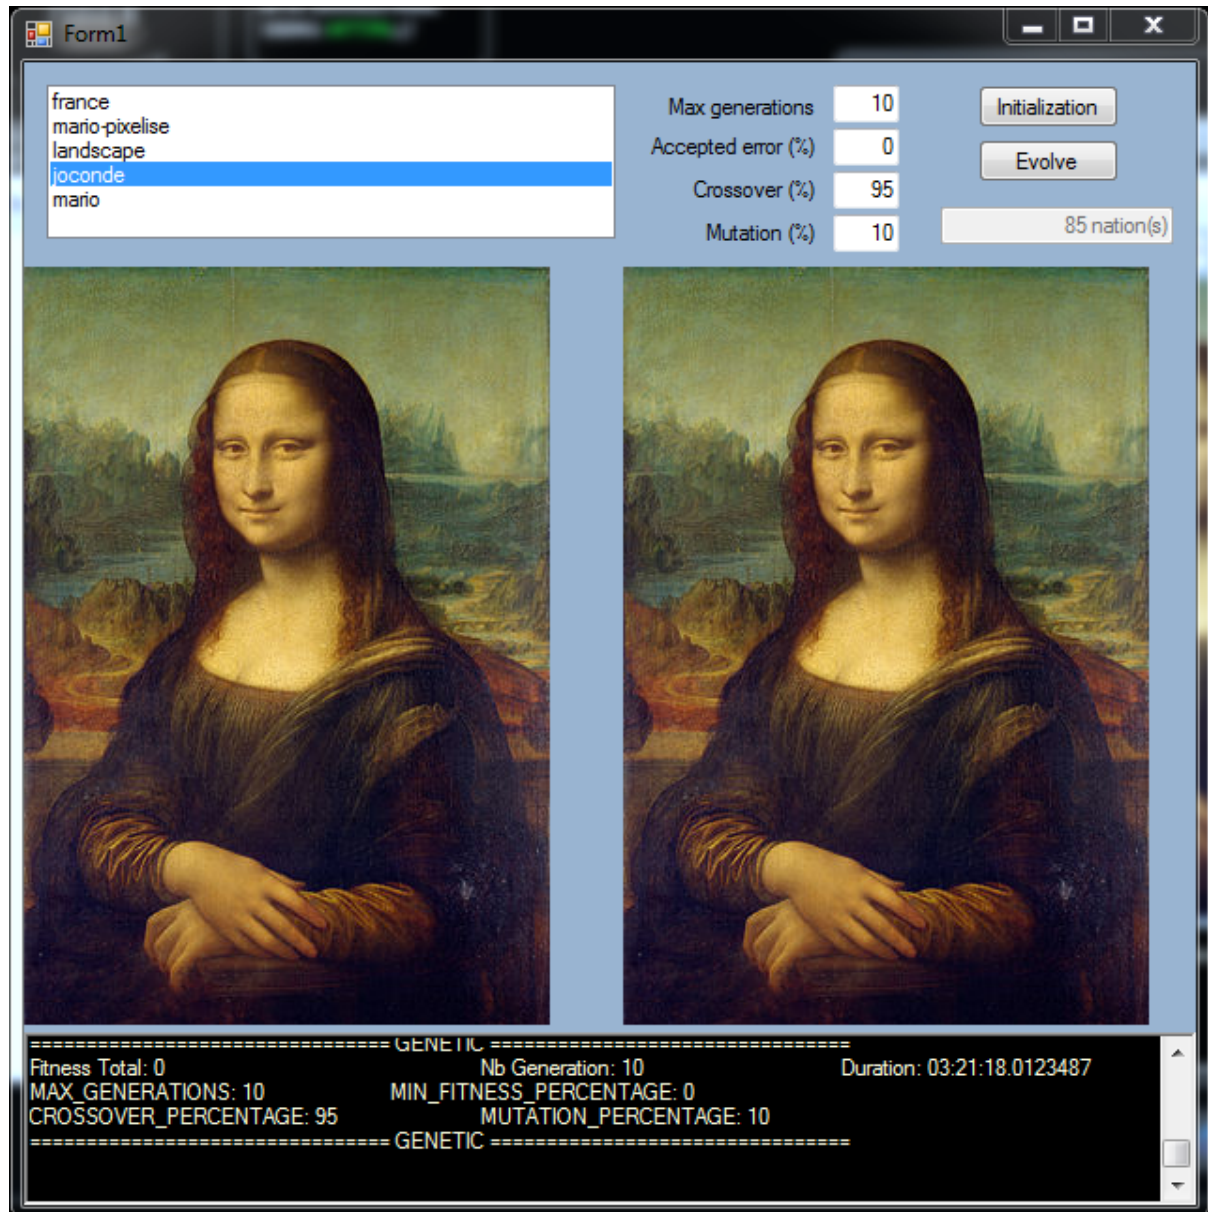 Form1
france
mario-pixelise
landscape
joconde
mario
Max generations 10
Accepted error (%) 0
Crossover (%) 95
Mutation (%) 10
Initialization
Evolve
85 nation(s)
================================ GENETIC ================================
Fitness Total: 0 Nb Generation: 10 Duration: 03:21:18.0123487
MAX_GENERATIONS: 10 MIN_FITNESS_PERCENTAGE: 0
CROSSOVER_PERCENTAGE: 95 MUTATION_PERCENTAGE: 10
================================ GENETIC ================================